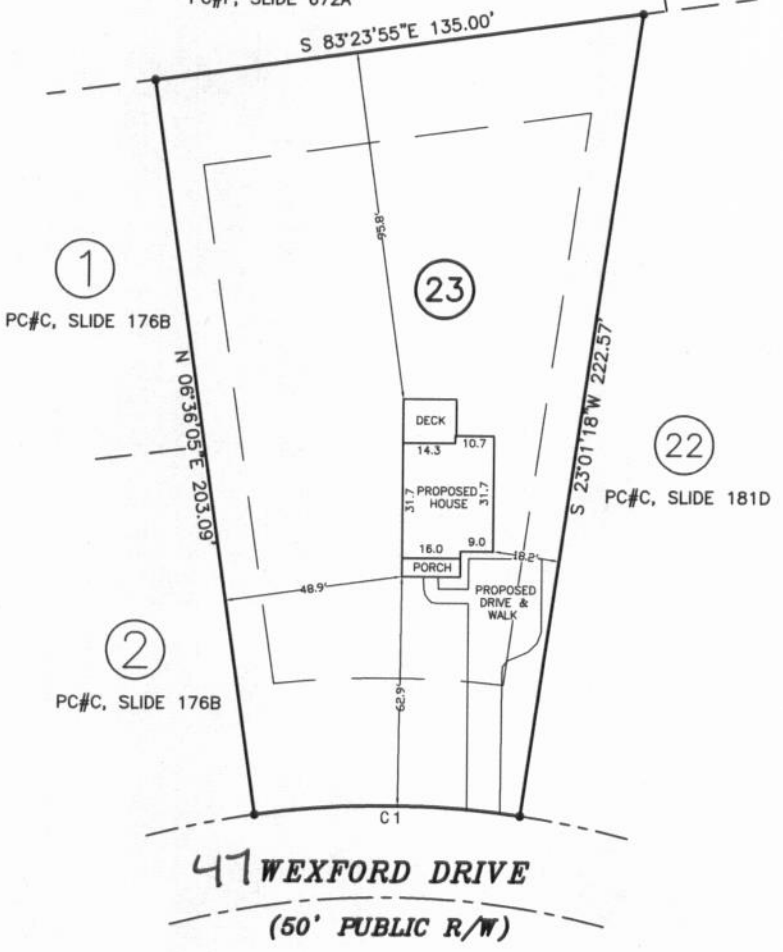 PC#F, SLIDE 672A
S 83°23'55"E 135.00'
95.8'
1
PC#C, SLIDE 176B
23
N 06°36'05"E 203.09'
S 23°01'18"W 222.57'
DECK
14.3
10.7
22
PC#C, SLIDE 181D
31.7
PROPOSED
HOUSE
31.7
16.0
9.0
PORCH
18.2'
48.9'
PROPOSED
DRIVE &
WALK
2
PC#C, SLIDE 176B
62.9'
C1
47 WEXFORD DRIVE
(50' PUBLIC R/W)